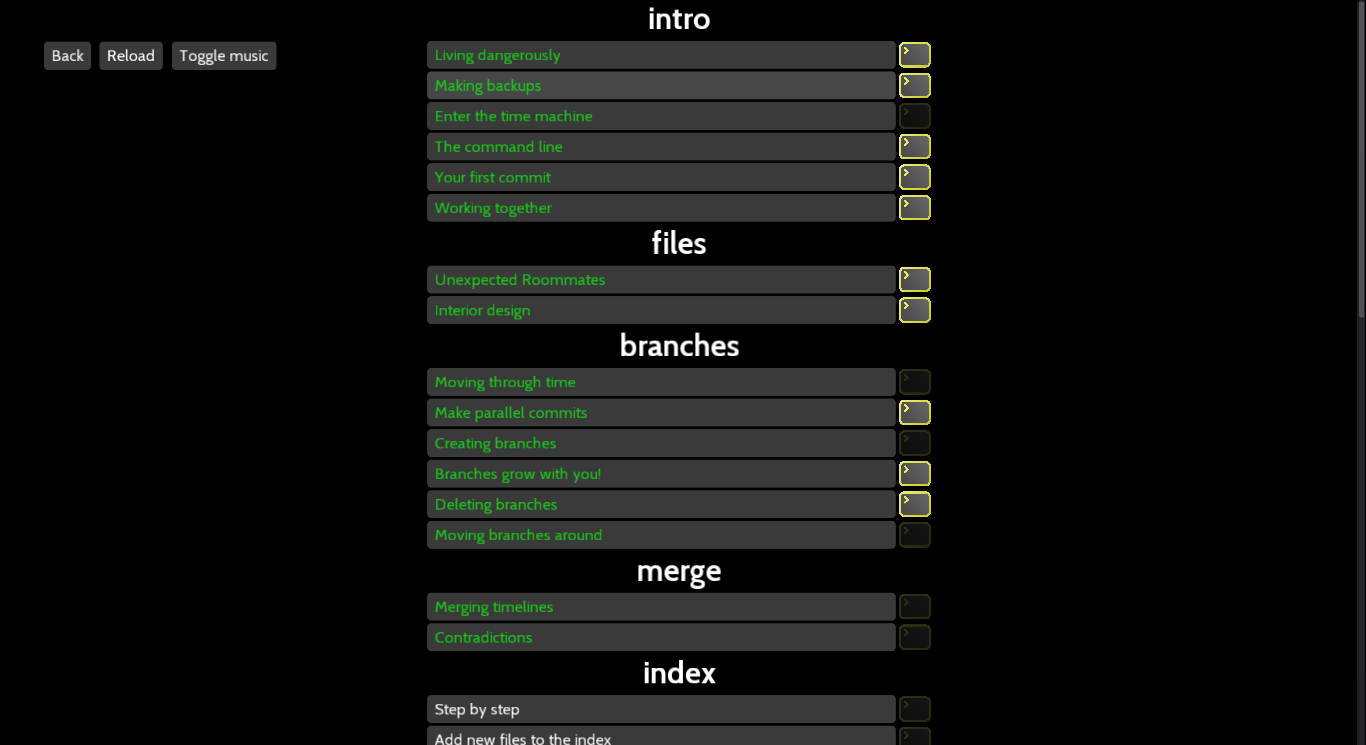 intro
Back Reload Toggle music
Living dangerously
Making backups
Enter the time machine
The command line
Your first commit
Working together
files
Unexpected Roommates
Interior design
branches
Moving through time
Make parallel commits
Creating branches
Branches grow with you!
Deleting branches
Moving branches around
merge
Merging timelines
Contradictions
index
Step by step
Add new files to the index